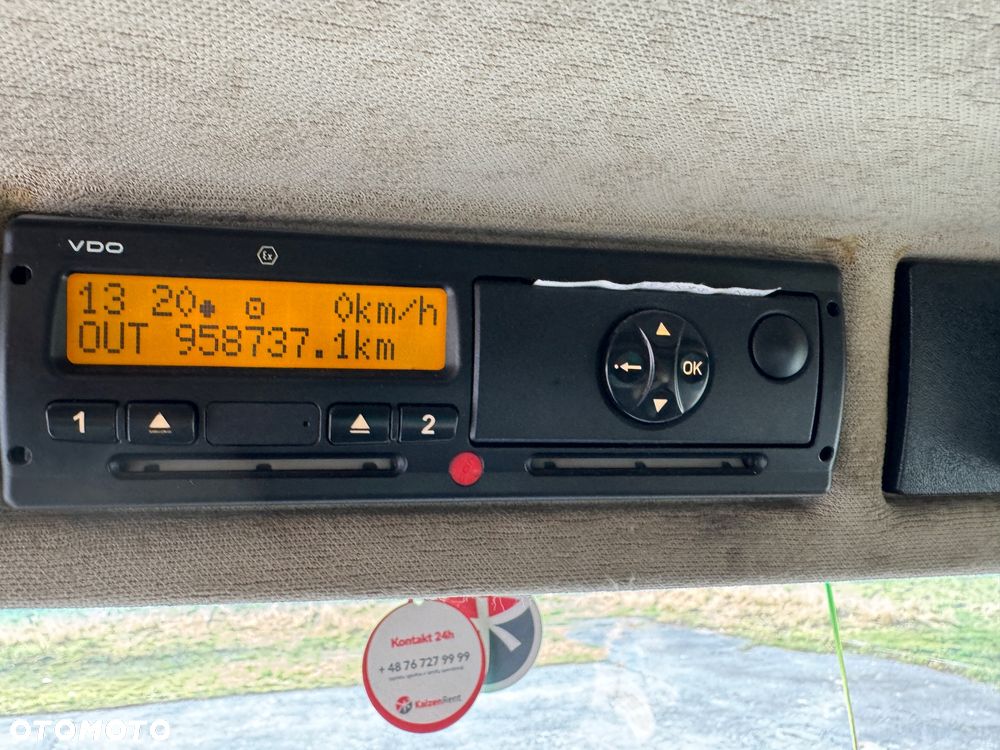 VDO
Ex
13 20 0km/h
OUT 958737.1km
1
2
OK
Kontakt 24h
+48 76 727 99 99
KaizenRent
OTOMOTO